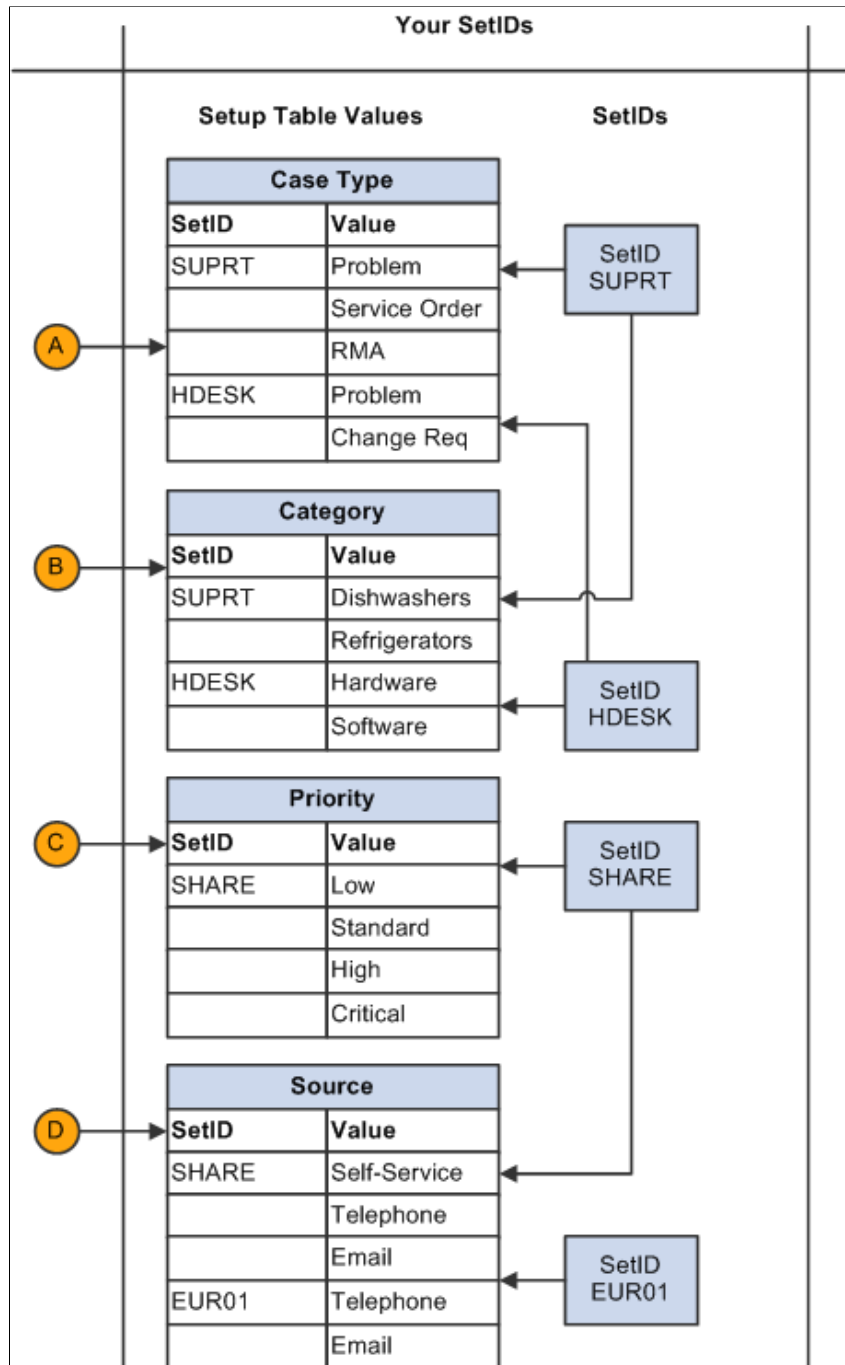 Your SetIDs
Setup Table Values SetIDs
Case Type
SetID Value
SUPRT Problem
SetID
SUPRT
Service Order
A
RMA
HDESK Problem
Change Req
Category
SetID Value
B
SUPRT Dishwashers
Refrigerators
HDESK Hardware
SetID
HDESK
Software
Priority
C
SetID Value
SetID
SHARE
SHARE Low
Standard
High
Critical
Source
D
SetID Value
SHARE Self-Service
Telephone
Email
SetID
EUR01
EUR01 Telephone
Email